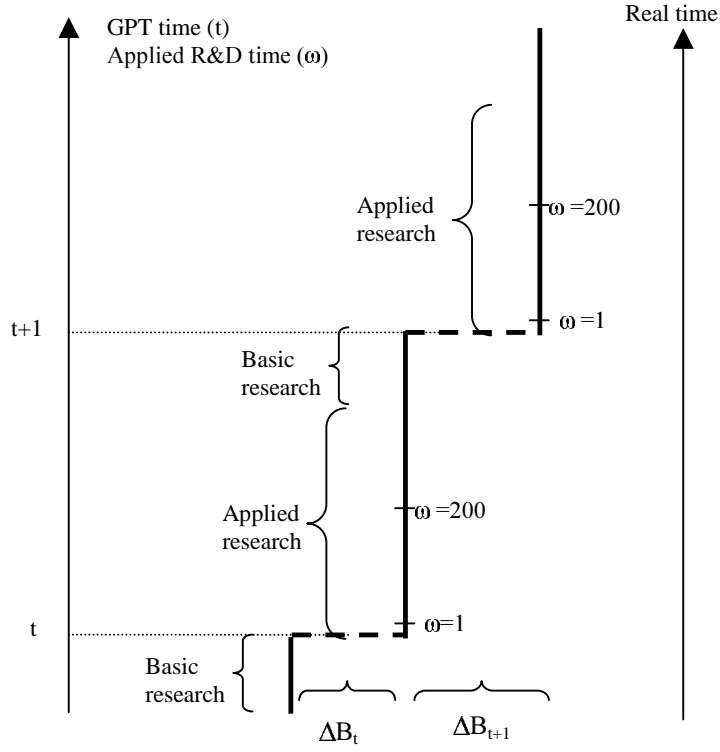 GPT time (t)
Applied R&D time (ω)
Real time
Applied
research
ω =200
ω =1
t+1
Basic
research
Applied
research
ω =200
ω=1
t
Basic
research
ΔBt
ΔBt+1